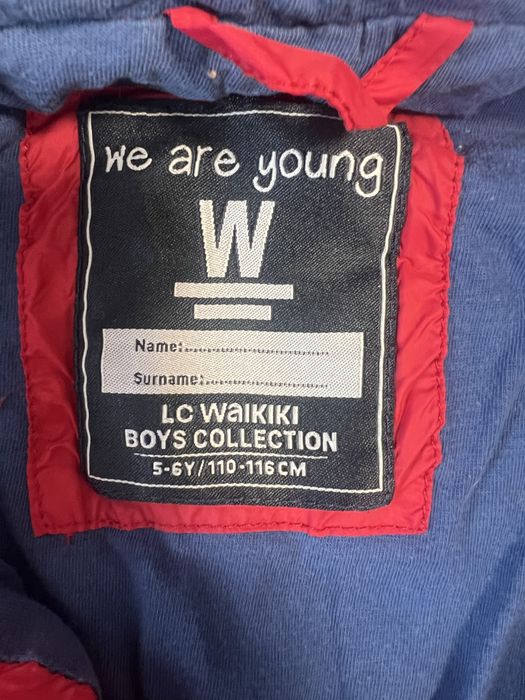 we are young
W
Name:..............................
Surname:..........................
LC WaiKiKi
BOYS COLLECTION
5-6Y/110-116CM